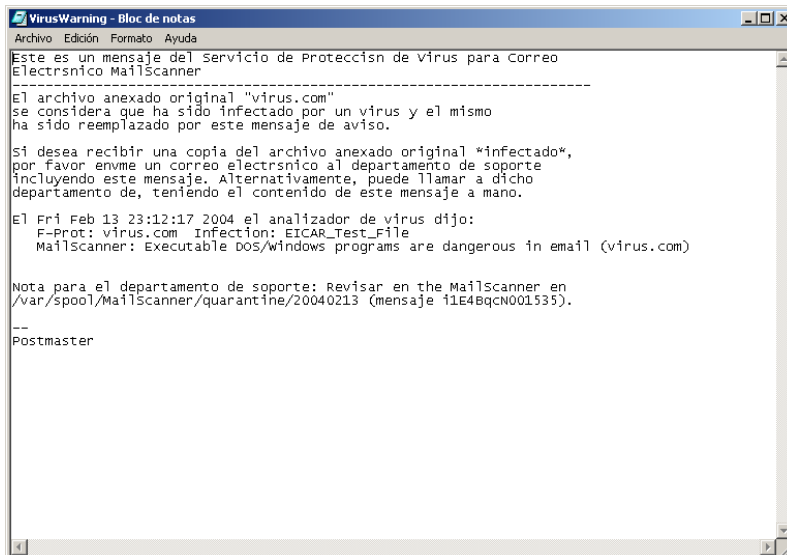 VirusWarning - Bloc de notas
Archivo Edición Formato Ayuda
Este es un mensaje del Servicio de Proteccisn de Virus para Correo
Electrsnico MailScanner
----------------------------------------------------------------------
El archivo anexado original "virus.com"
se considera que ha sido infectado por un virus y el mismo
ha sido reemplazado por este mensaje de aviso.
Si desea recibir una copia del archivo anexado original *infectado*,
por favor envme un correo electrsnico al departamento de soporte
incluyendo este mensaje. Alternativamente, puede llamar a dicho
departamento de, teniendo el contenido de este mensaje a mano.
El Fri Feb 13 23:12:17 2004 el analizador de virus dijo:
F-Prot: virus.com Infection: EICAR_Test_File
MailScanner: Executable DOS/Windows programs are dangerous in email (virus.com)
Nota para el departamento de soporte: Revisar en the MailScanner en
/var/spool/MailScanner/quarantine/20040213 (mensaje i1E4BqcN001535).
--
Postmaster